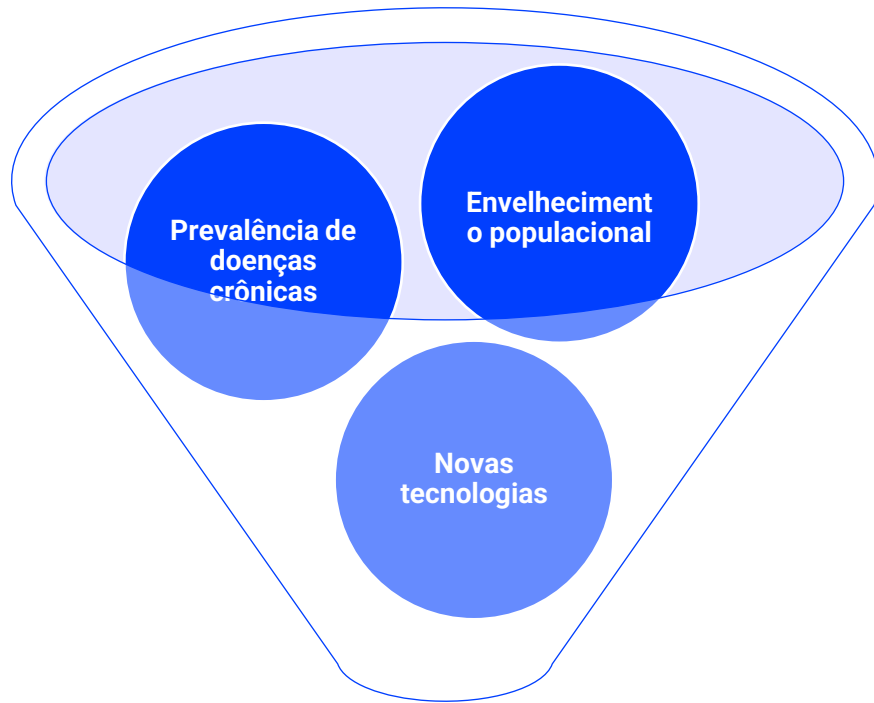 Prevalência de
doenças
crônicas
Envelheciment
o populacional
Novas
tecnologias